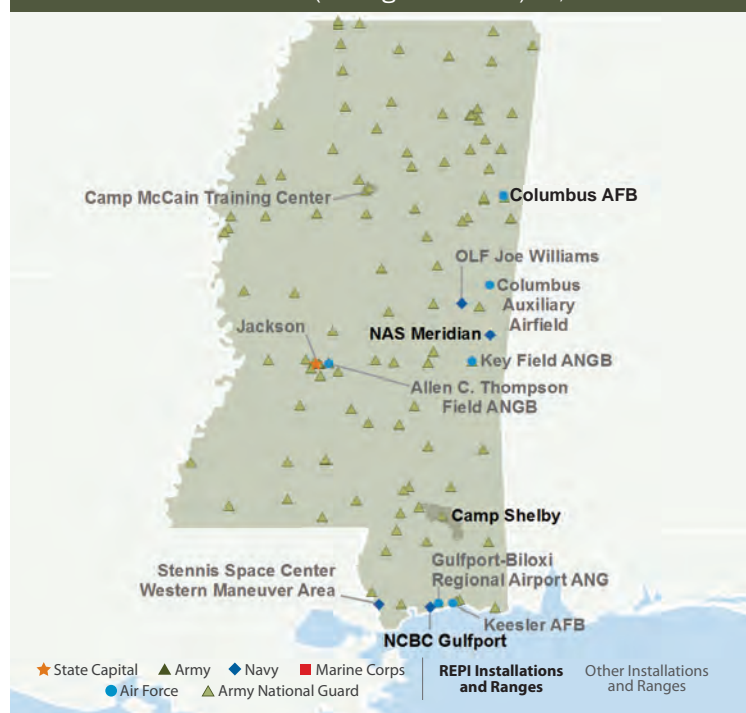 Camp McCain Training Center
Columbus AFB
OLF Joe Williams
Columbus
Auxiliary
Airfield
Jackson
NAS Meridian
Key Field ANGB
Allen C. Thompson
Field ANGB
Camp Shelby
Stennis Space Center
Western Maneuver Area
Gulfport-Biloxi
Regional Airport ANG
Keesler AFB
NCBC Gulfport
State Capital
Army
Navy
Marine Corps
Air Force
Army National Guard
REPI Installations
and Ranges
Other Installations
and Ranges